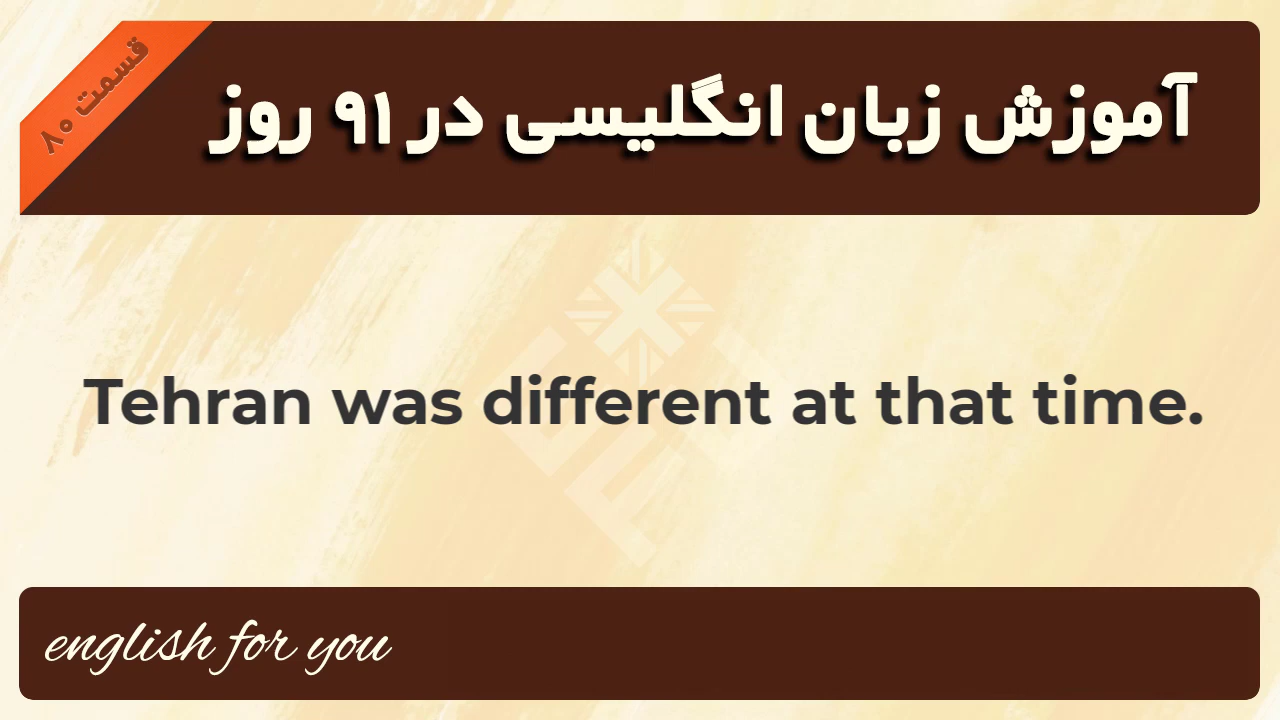 آموزش زبان انگلیسی در ۹۱ روز
قسمت ۸۰
Tehran was different at that time.
english for you